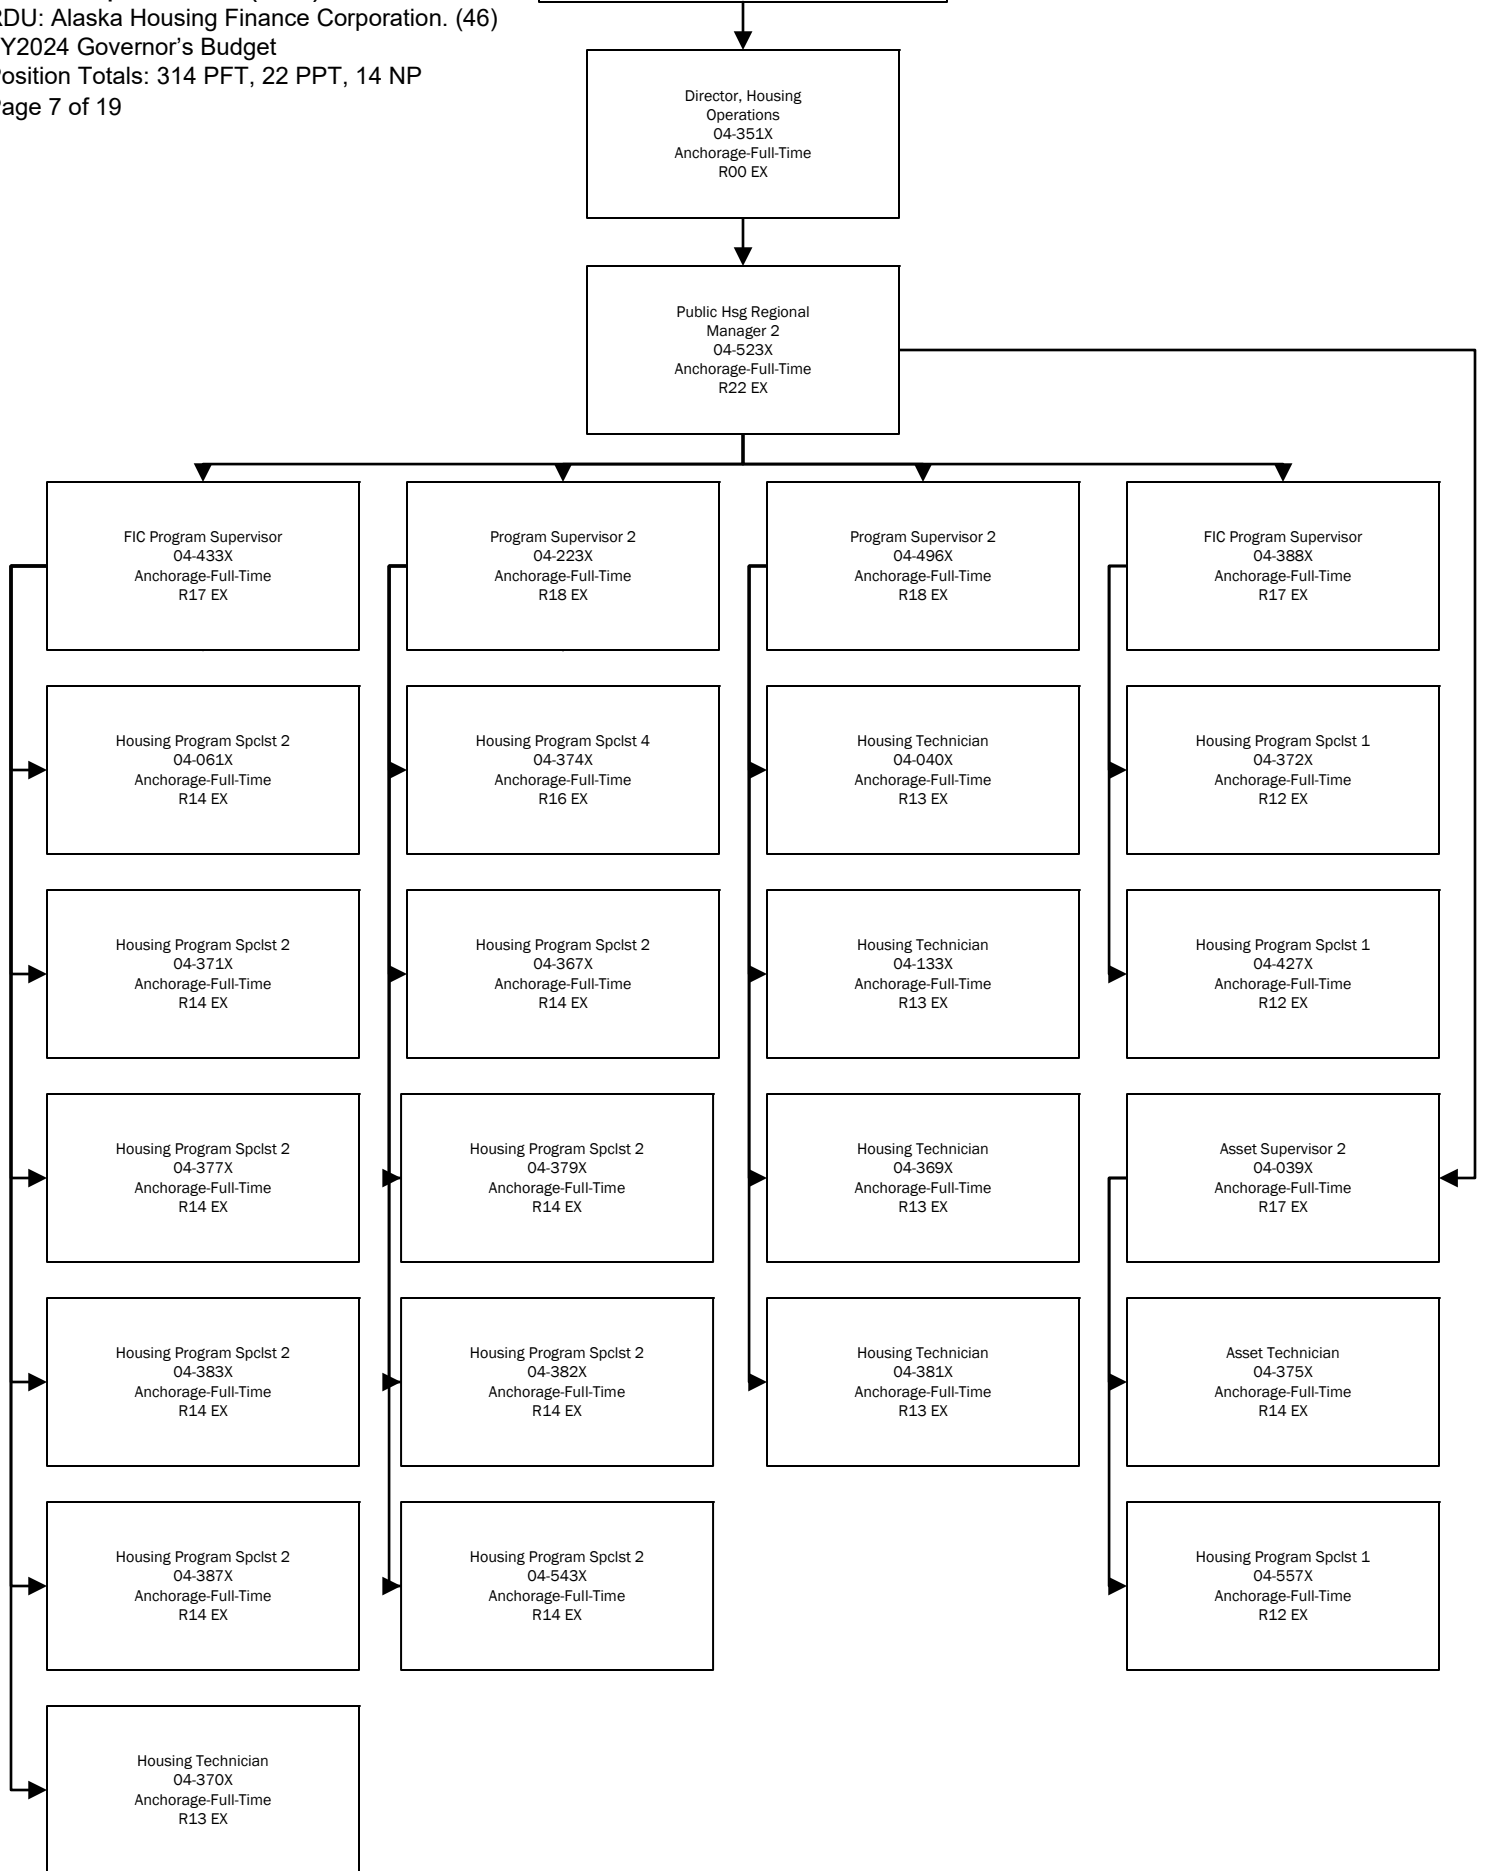 RDU: Alaska Housing Finance Corporation. (46)
Y2024 Governor's Budget
osition Totals: 314 PFT, 22 PPT, 14 NP
age 7 of 19
Director, Housing
Operations
04-351X
Anchorage-Full-Time
R00 EX
Public Hsg Regional
Manager 2
04-523X
Anchorage-Full-Time
R22 EX
FIC Program Supervisor
04-433X
Anchorage-Full-Time
R17 EX
Program Supervisor 2
04-223X
Anchorage-Full-Time
R18 EX
Program Supervisor 2
04-496X
Anchorage-Full-Time
R18 EX
FIC Program Supervisor
04-388X
Anchorage-Full-Time
R17 EX
Housing Program Spclst 2
04-061X
Anchorage-Full-Time
R14 EX
Housing Program Spclst 4
04-374X
Anchorage-Full-Time
R16 EX
Housing Technician
04-040X
Anchorage-Full-Time
R13 EX
Housing Program Spclst 1
04-372X
Anchorage-Full-Time
R12 EX
Housing Program Spclst 2
04-371X
Anchorage-Full-Time
R14 EX
Housing Program Spclst 2
04-367X
Anchorage-Full-Time
R14 EX
Housing Technician
04-133X
Anchorage-Full-Time
R13 EX
Housing Program Spclst 1
04-427X
Anchorage-Full-Time
R12 EX
Housing Program Spclst 2
04-377X
Anchorage-Full-Time
R14 EX
Housing Program Spclst 2
04-379X
Anchorage-Full-Time
R14 EX
Housing Technician
04-369X
Anchorage-Full-Time
R13 EX
Asset Supervisor 2
04-039X
Anchorage-Full-Time
R17 EX
Housing Program Spclst 2
04-383X
Anchorage-Full-Time
R14 EX
Housing Program Spclst 2
04-382X
Anchorage-Full-Time
R14 EX
Housing Technician
04-381X
Anchorage-Full-Time
R13 EX
Asset Technician
04-375X
Anchorage-Full-Time
R14 EX
Housing Program Spclst 2
04-387X
Anchorage-Full-Time
R14 EX
Housing Program Spclst 2
04-543X
Anchorage-Full-Time
R14 EX
Housing Program Spclst 1
04-557X
Anchorage-Full-Time
R12 EX
Housing Technician
04-370X
Anchorage-Full-Time
R13 EX